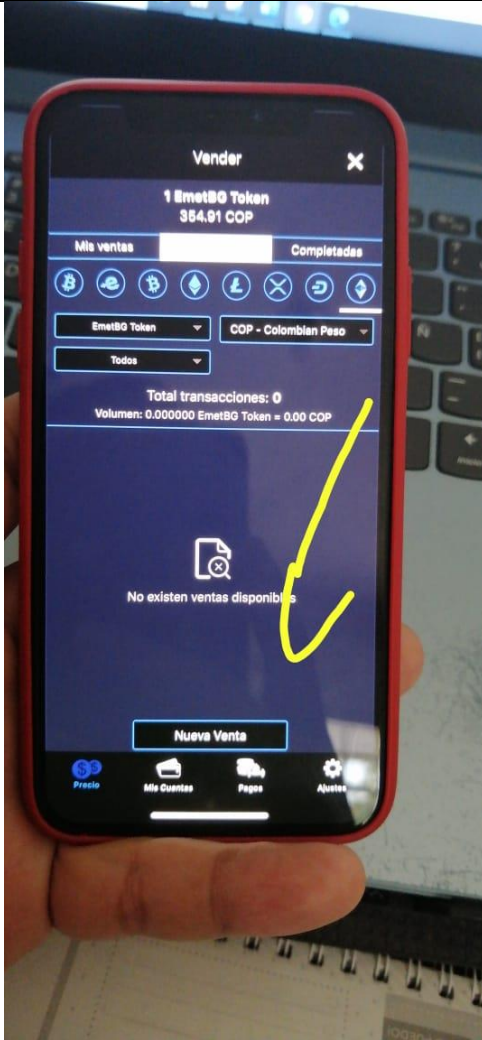 Vender
1 EmetBG Token
354.91 COP
Mis ventas
Completadas
EmetBG Token
COP - Colombian Peso
Todos
Total transacciones: 0
Volumen: 0.000000 EmetBG Token = 0.00 COP
No existen ventas disponibles
Nueva Venta
Precio
Mis Cuentas
Pagos
Ajustes
Ñ